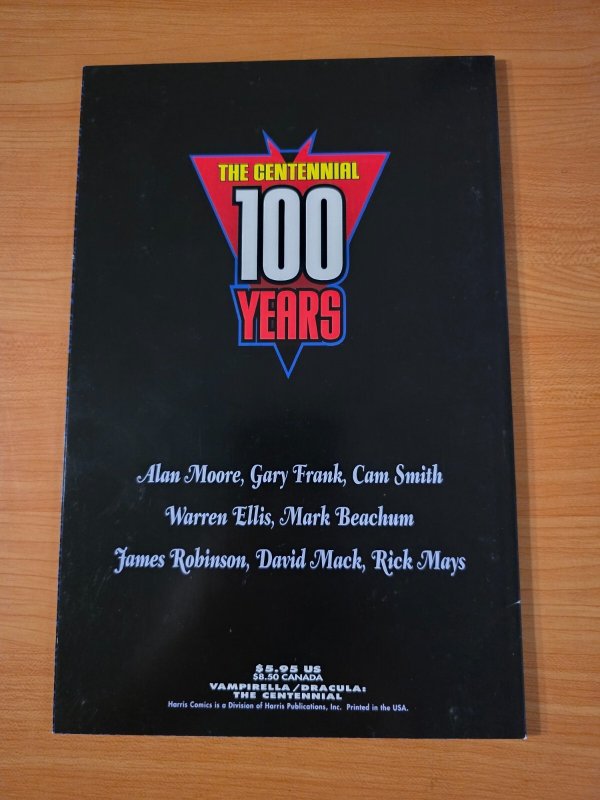 THE CENTENNIAL
100
YEARS
Alan Moore, Gary Frank, Cam Smith
Warren Ellis, Mark Beachum
James Robinson, David Mack, Rick Mays
$5.95 US
$8.50 CANADA
VAMPIRELLA/DRACULA:
THE CENTENNIAL
Harris Comics is a Division of Harris Publications, Inc. Printed in the USA.